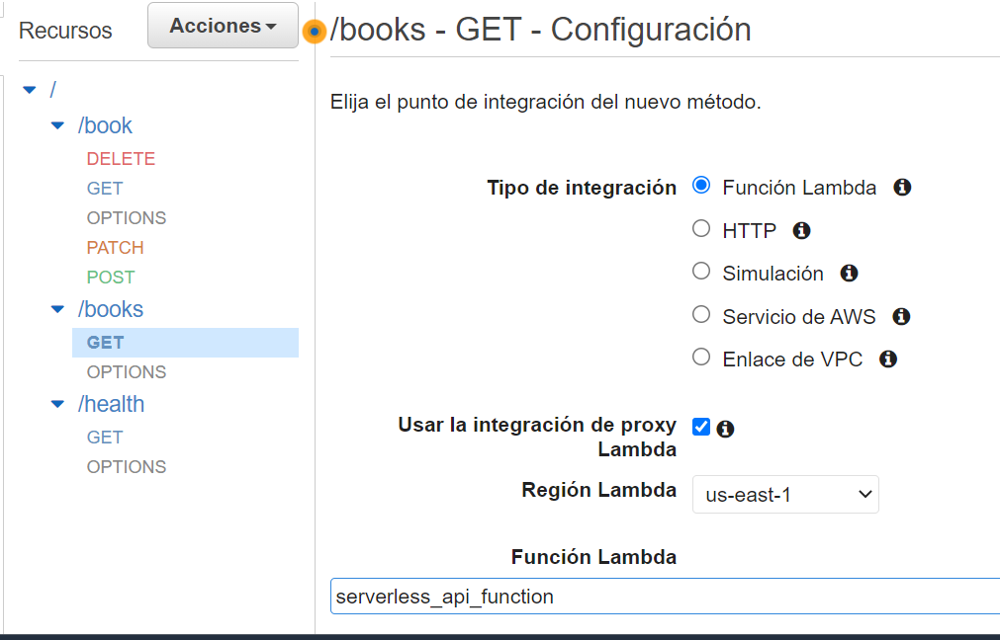 Recursos
Acciones
/books - GET - Configuración
/
/book
DELETE
GET
OPTIONS
PATCH
POST
/books
GET
OPTIONS
/health
GET
OPTIONS
Elija el punto de integración del nuevo método.
Tipo de integración
Función Lambda
HTTP
Simulación
Servicio de AWS
Enlace de VPC
Usar la integración de proxy
Lambda
Región Lambda
us-east-1
Función Lambda
serverless_api_function